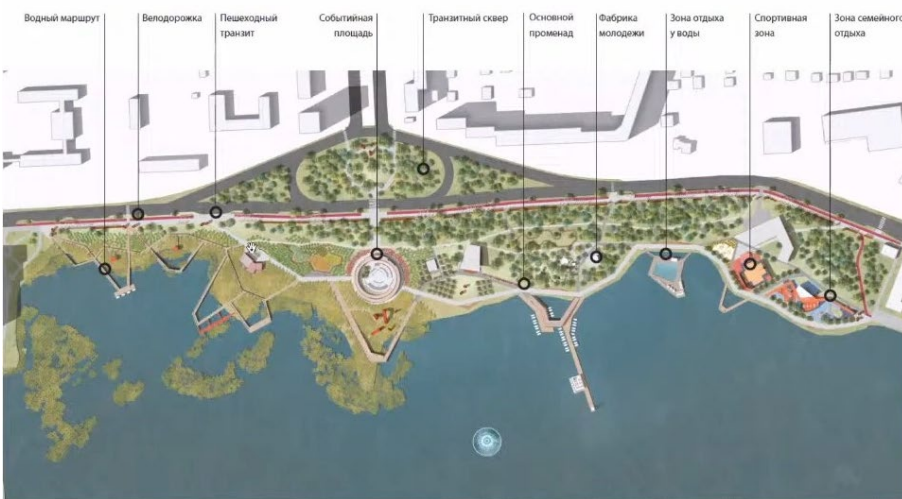 Водный маршрут
Велодорожка
Пешеходный
транзит
Событийная
площадь
Транзитный сквер
Основной
променад
Фабрика
молодежи
Зона отдыха
у воды
Спортивная
зона
Зона семейного
отдыха